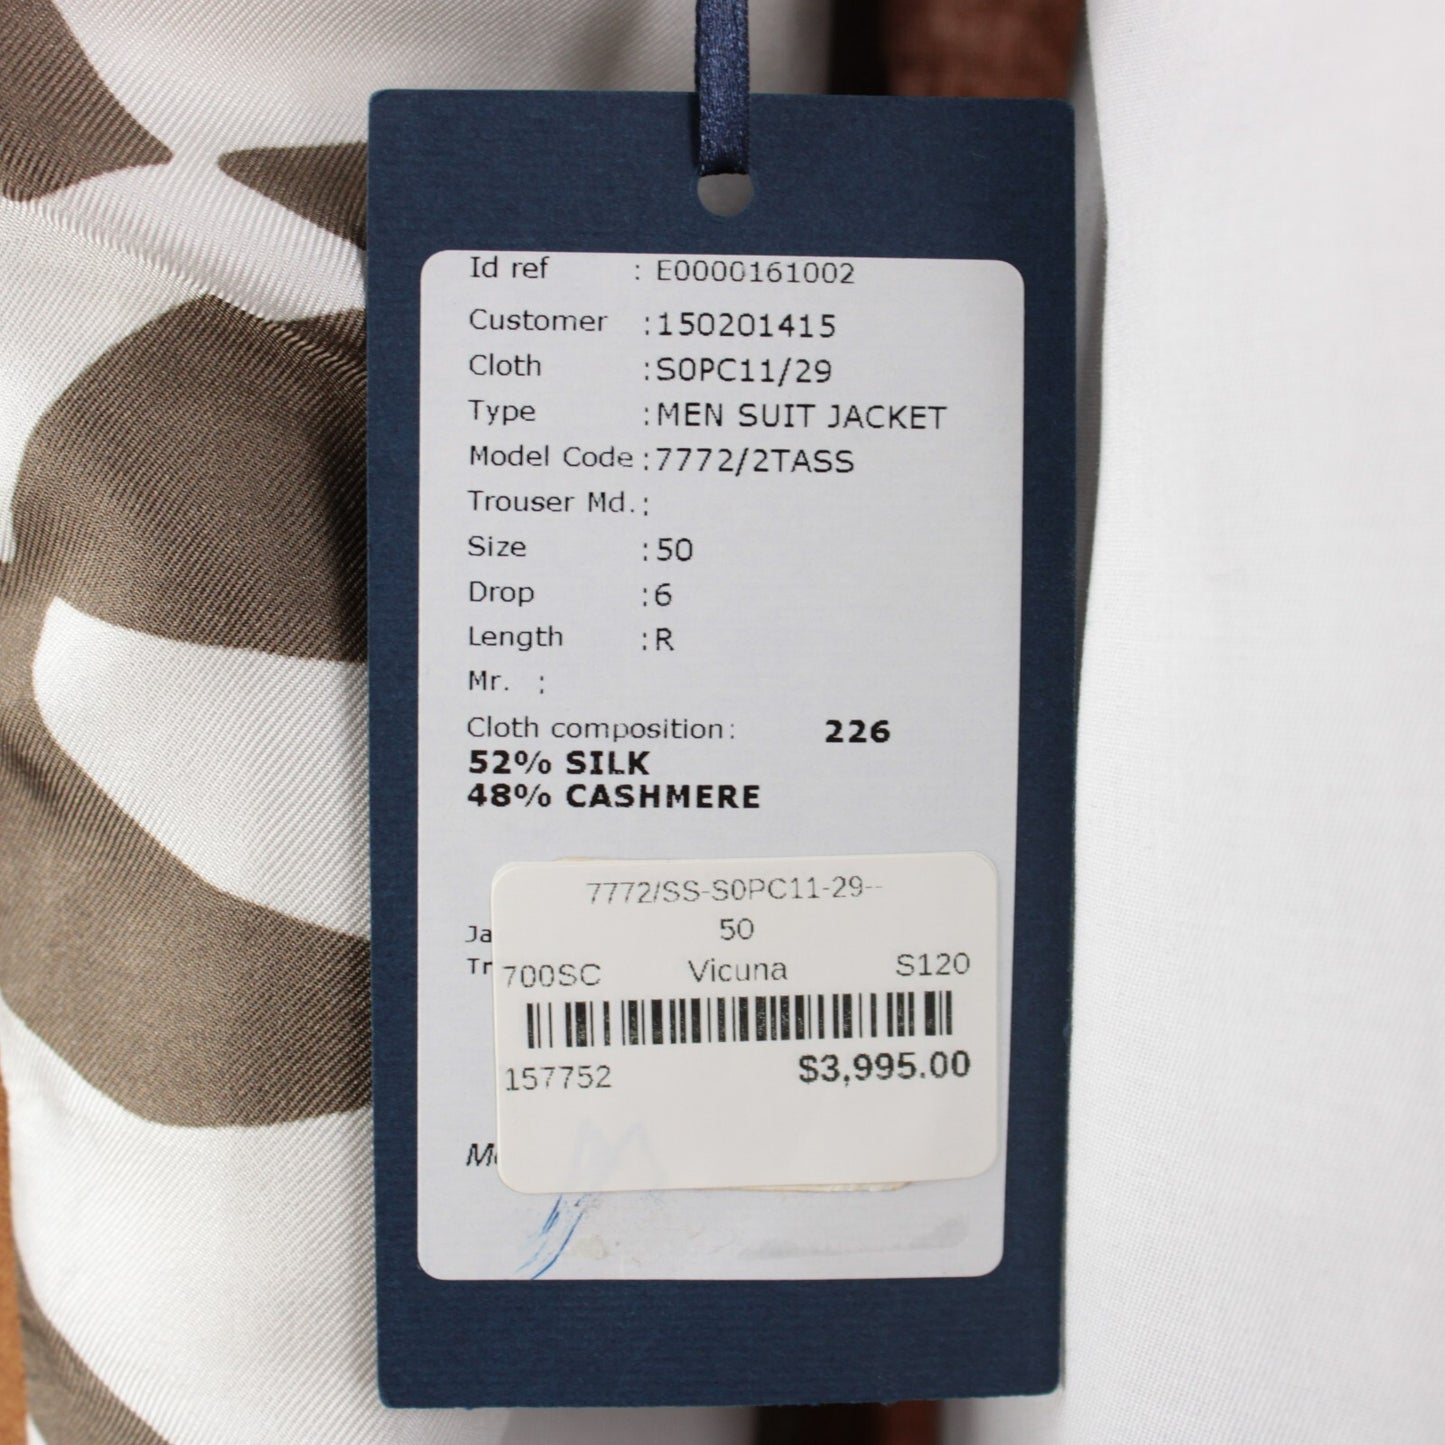 Id ref : E0000161002
Customer :150201415
Cloth :S0PC11/29
Type :MEN SUIT JACKET
Model Code :7772/2TASS
Trouser Md.:
Size :50
Drop :6
Length :R
Mr. :
Cloth composition: 226
52% SILK
48% CASHMERE
7772/SS-S0PC11-29--
50
700SC Vicuna S120
157752 $3,995.00